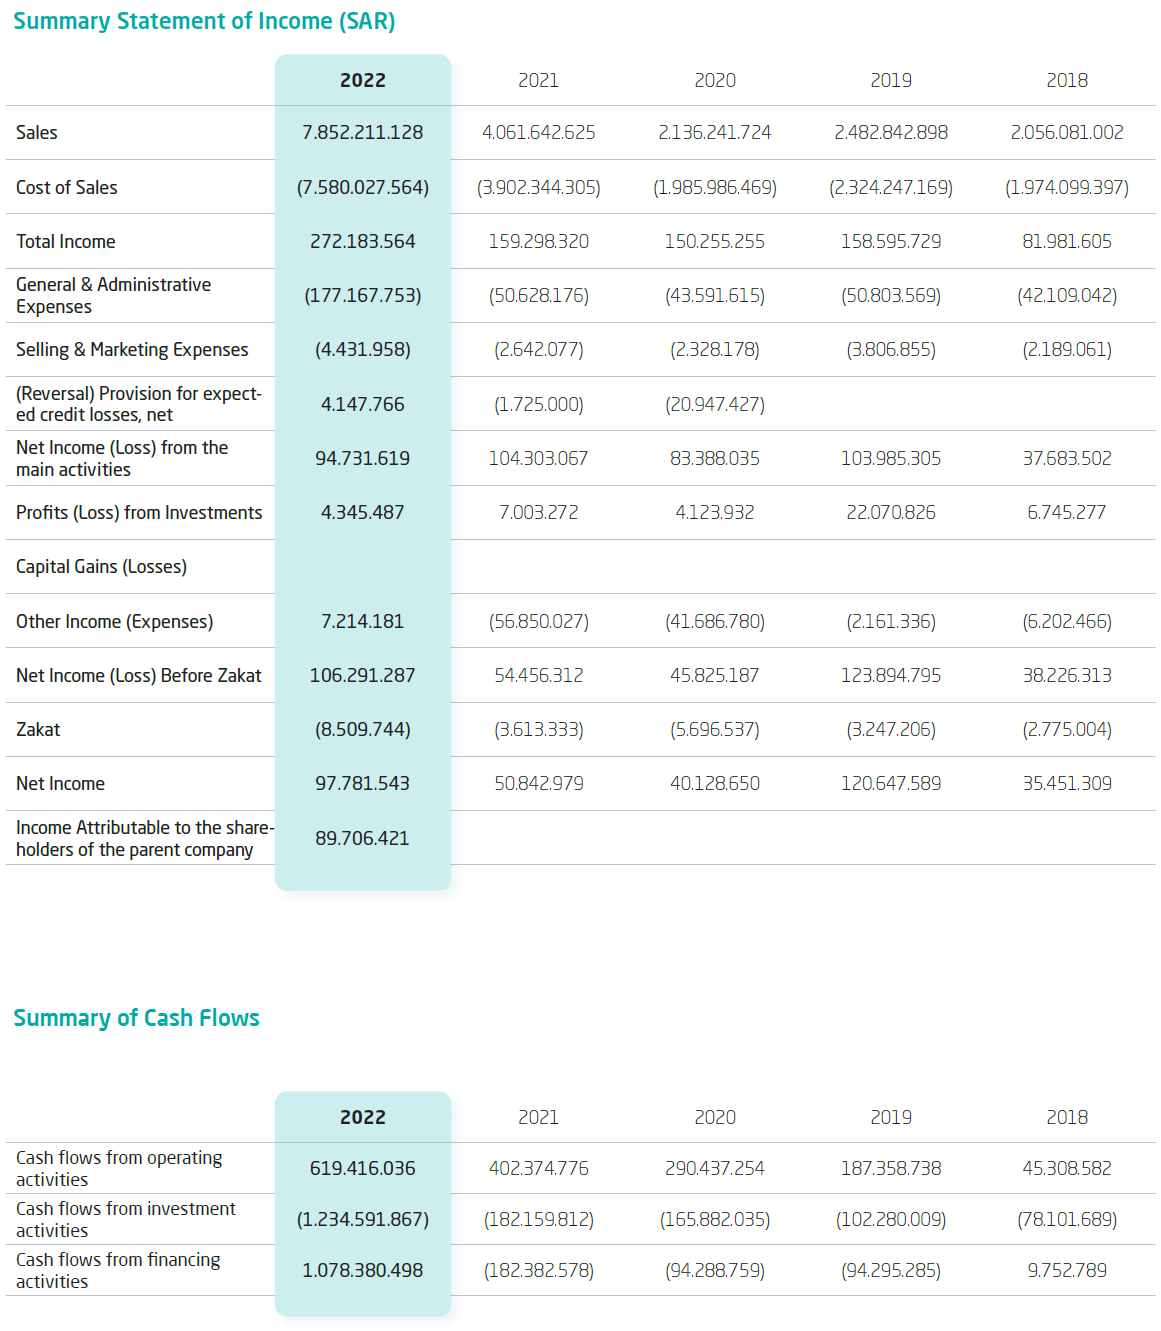 Summary Statement of Income (SAR)
2022 2021 2020 2019 2018
Sales 7.852.211.128 4.061.642.625 2.136.241.724 2.482.842.898 2.056.081.002
Cost of Sales (7.580.027.564) (3.902.344.305) (1.985.986.469) (2.324.247.169) (1.974.099.397)
Total Income 272.183.564 159.298.320 150.255.255 158.595.729 81.981.605
General & Administrative
Expenses (177.167.753) (50.628.176) (43.591.615) (50.803.569) (42.109.042)
Selling & Marketing Expenses (4.431.958) (2.642.077) (2.328.178) (3.806.855) (2.189.061)
(Reversal) Provision for expect-
ed credit losses, net 4.147.766 (1.725.000) (20.947.427)
Net Income (Loss) from the
main activities 94.731.619 104.303.067 83.388.035 103.985.305 37.683.502
Profits (Loss) from Investments 4.345.487 7.003.272 4.123.932 22.070.826 6.745.277
Capital Gains (Losses)
Other Income (Expenses) 7.214.181 (56.850.027) (41.686.780) (2.161.336) (6.202.466)
Net Income (Loss) Before Zakat 106.291.287 54.456.312 45.825.187 123.894.795 38.226.313
Zakat (8.509.744) (3.613.333) (5.696.537) (3.247.206) (2.775.004)
Net Income 97.781.543 50.842.979 40.128.650 120.647.589 35.451.309
Income Attributable to the share-
holders of the parent company 89.706.421
Summary of Cash Flows
2022 2021 2020 2019 2018
Cash flows from operating
activities 619.416.036 402.374.776 290.437.254 187.358.738 45.308.582
Cash flows from investment
activities (1.234.591.867) (182.159.812) (165.882.035) (102.280.009) (78.101.689)
Cash flows from financing
activities 1.078.380.498 (182.382.578) (94.288.759) (94.295.285) 9.752.789